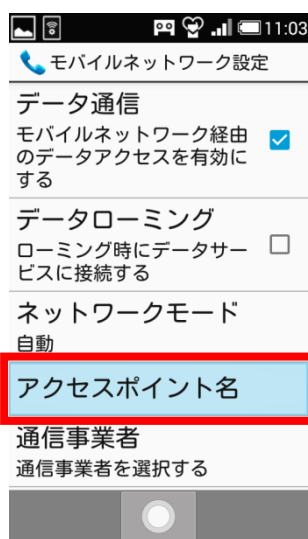 11:03
モバイルネットワーク設定
データ通信
モバイルネットワーク経由
のデータアクセスを有効に
する
データローミング
ローミング時にデータサー
ビスに接続する
ネットワークモード
自動
アクセスポイント名
通信事業者
通信事業者を選択する